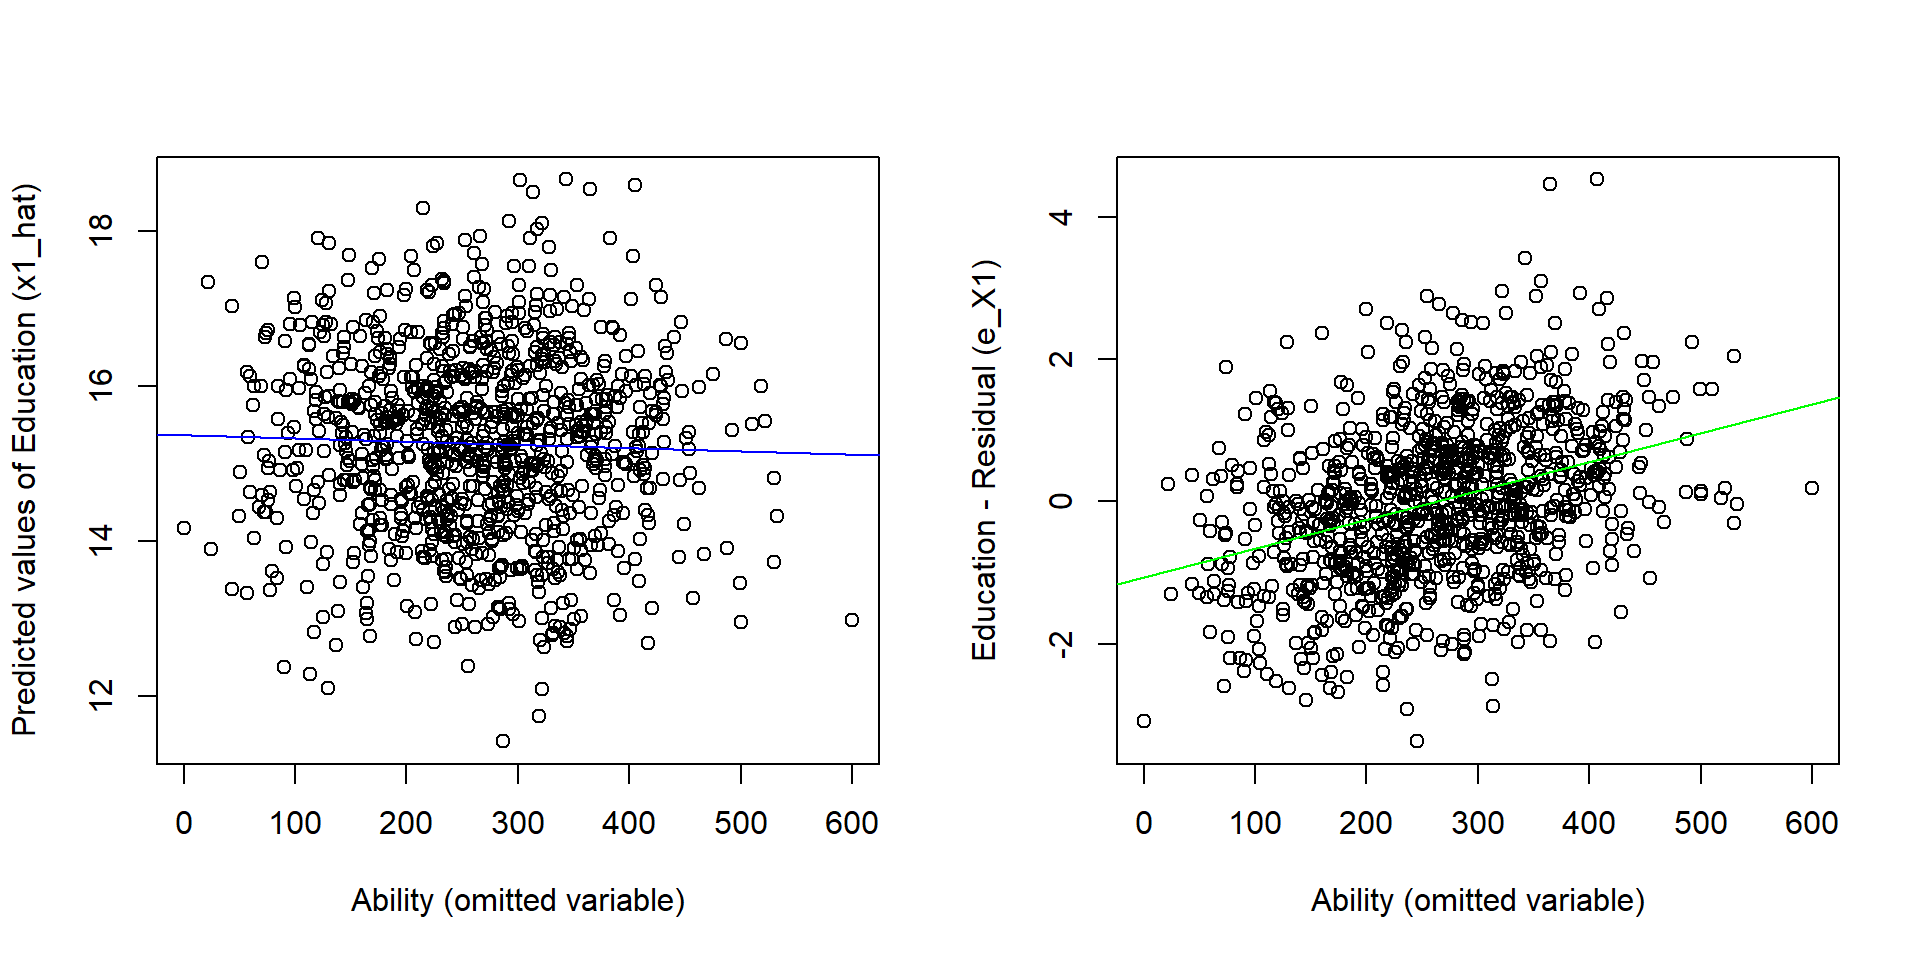 Predicted values of Education (x1_hat)
18
16
14
12
0 100 200 300 400 500 600
Ability (omitted variable)
Education - Residual (e_X1)
4
2
0
-2
0 100 200 300 400 500 600
Ability (omitted variable)